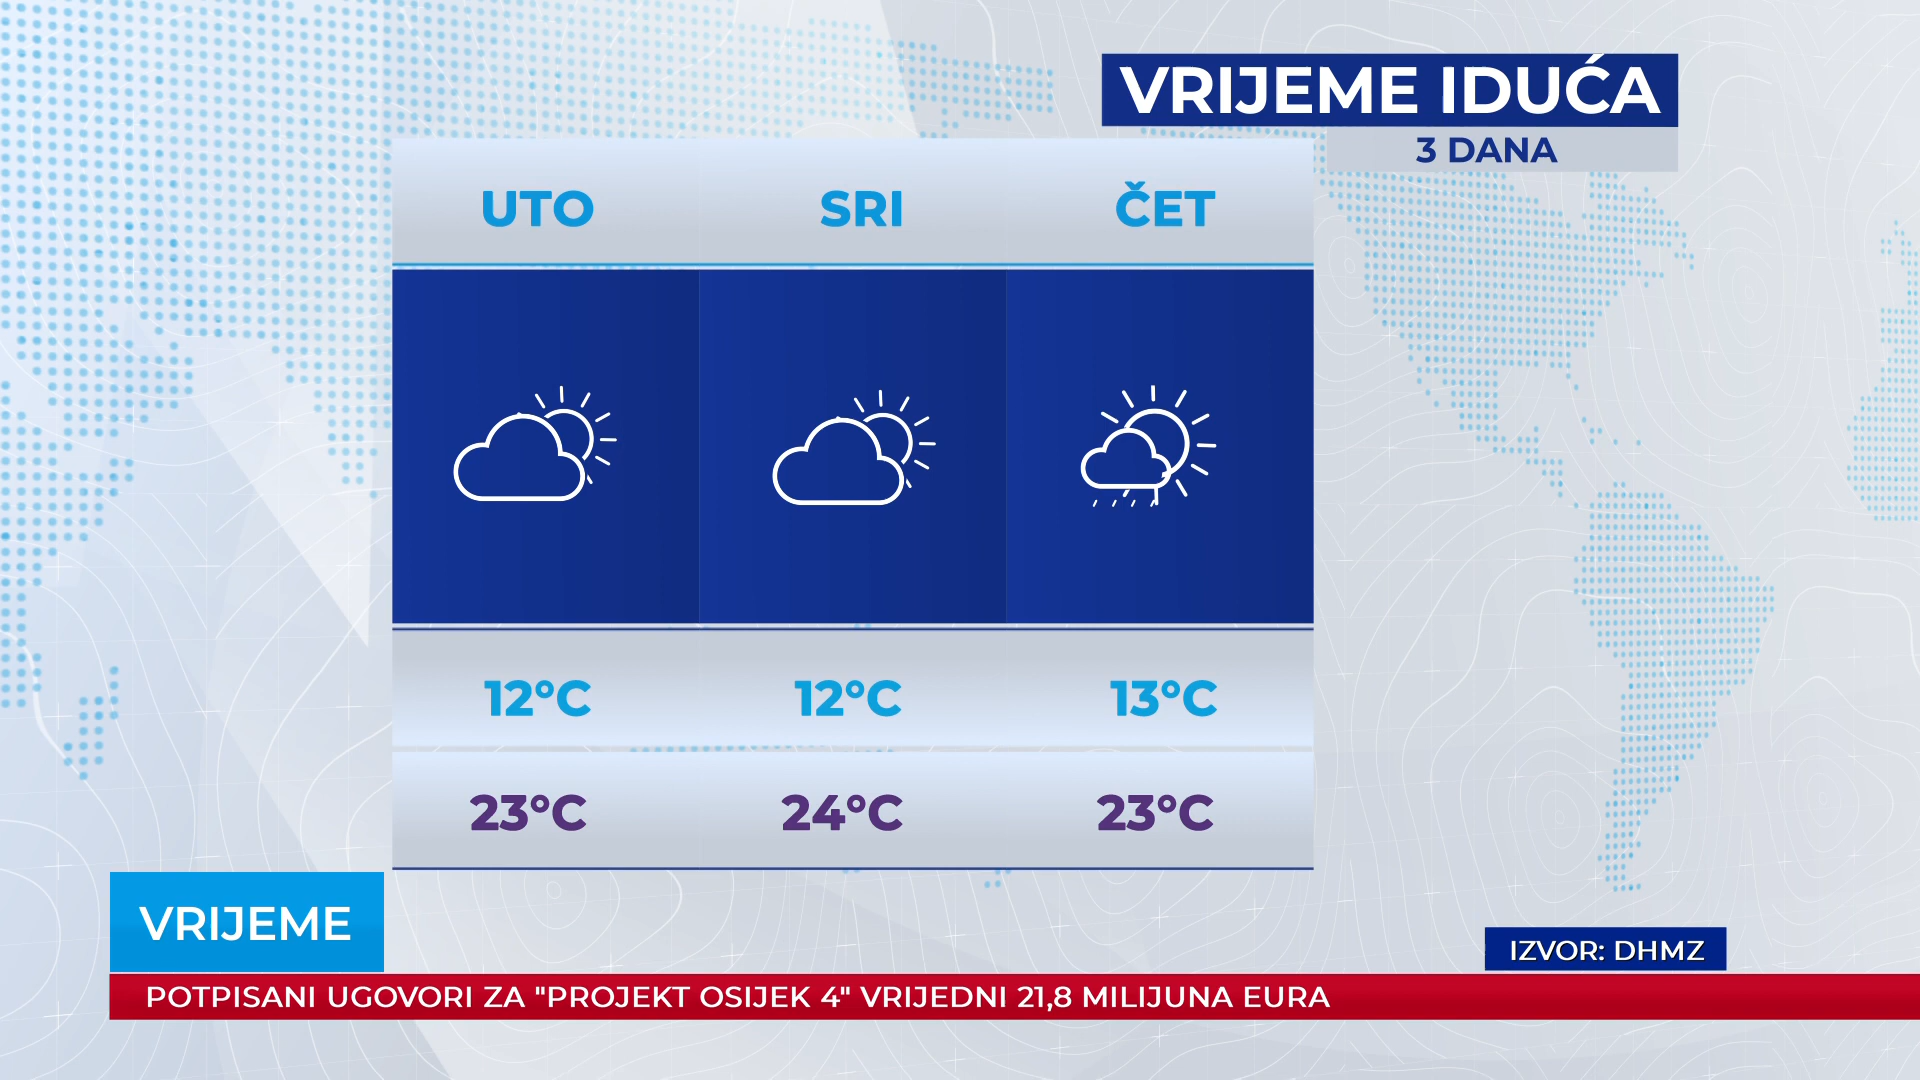 VRIJEME IDUĆA
3 DANA
UTO SRI ČET
12°C 12°C 13°C
23°C 24°C 23°C
VRIJEME
IZVOR: DHMZ
POTPISANI UGOVORI ZA "PROJEKT OSIJEK 4" VRIJEDNI 21,8 MILIJUNA EURA